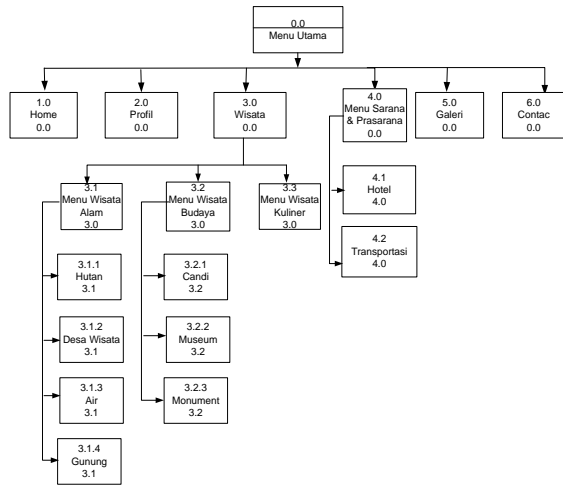 0.0
Menu Utama
1.0
Home
0.0
2.0
Profil
0.0
3.0
Wisata
0.0
4.0
Menu Sarana
& Prasarana
0.0
5.0
Galeri
0.0
6.0
Contac
0.0
3.1
Menu Wisata
Alam
3.0
3.2
Menu Wisata
Budaya
3.0
3.3
Menu Wisata
Kuliner
3.0
4.1
Hotel
4.0
4.2
Transportasi
4.0
3.1.1
Hutan
3.1
3.2.1
Candi
3.2
3.1.2
Desa Wisata
3.1
3.2.2
Museum
3.2
3.1.3
Air
3.1
3.2.3
Monument
3.2
3.1.4
Gunung
3.1